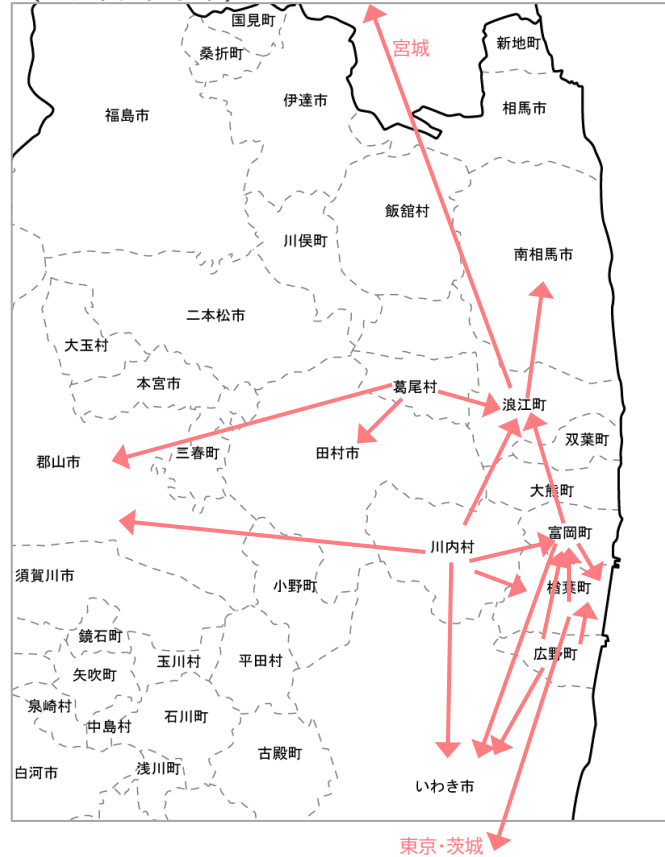 国見町
宮城
新地町
桑折町
伊達市
相馬市
福島市
飯舘村
川俣町
南相馬市
二本松市
大玉村
本宮市
葛尾村
浪江町
双葉町
三春町
田村市
郡山市
大熊町
富岡町
川内村
須賀川市
小野町
楢葉町
鏡石町
広野町
玉川村
平田村
矢吹町
泉崎村
石川町
中島村
古殿町
浅川町
白河市
いわき市
東京・茨城